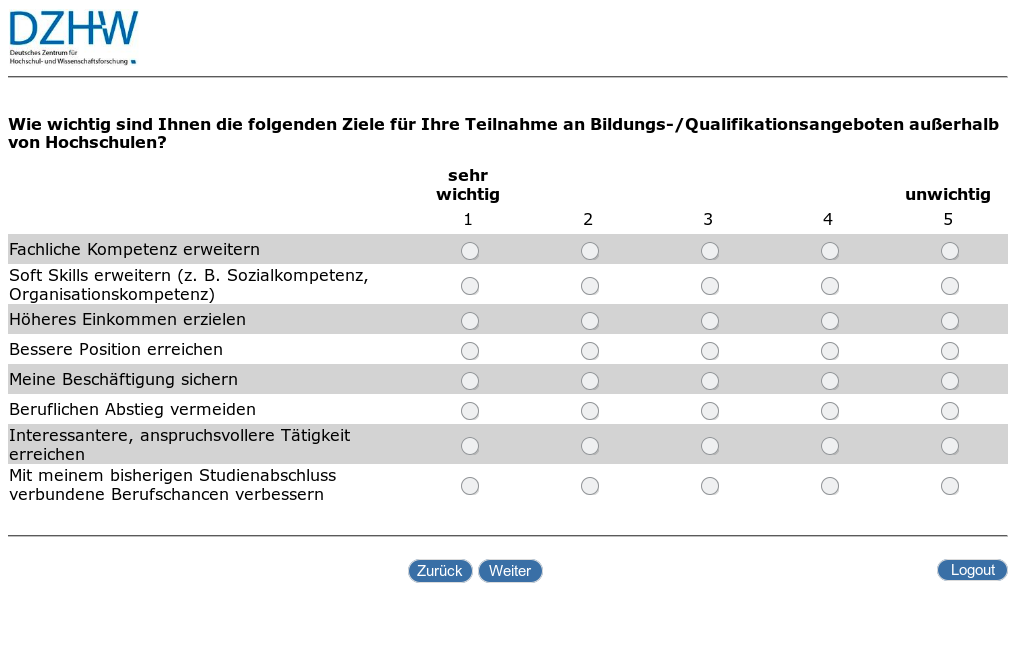 DZHW
Deutsches Zentrum für
Hochschul- und Wissenschaftsforschung
Wie wichtig sind Ihnen die folgenden Ziele für Ihre Teilnahme an Bildungs-/Qualifikationsangeboten außerhalb
von Hochschulen?
sehr
wichtig unwichtig
1 2 3 4 5
Fachliche Kompetenz erweitern
Soft Skills erweitern (z. B. Sozialkompetenz,
Organisationskompetenz)
Höheres Einkommen erzielen
Bessere Position erreichen
Meine Beschäftigung sichern
Beruflichen Abstieg vermeiden
Interessantere, anspruchsvollere Tätigkeit
erreichen
Mit meinem bisherigen Studienabschluss
verbundene Berufschancen verbessern
Zurück Weiter Logout